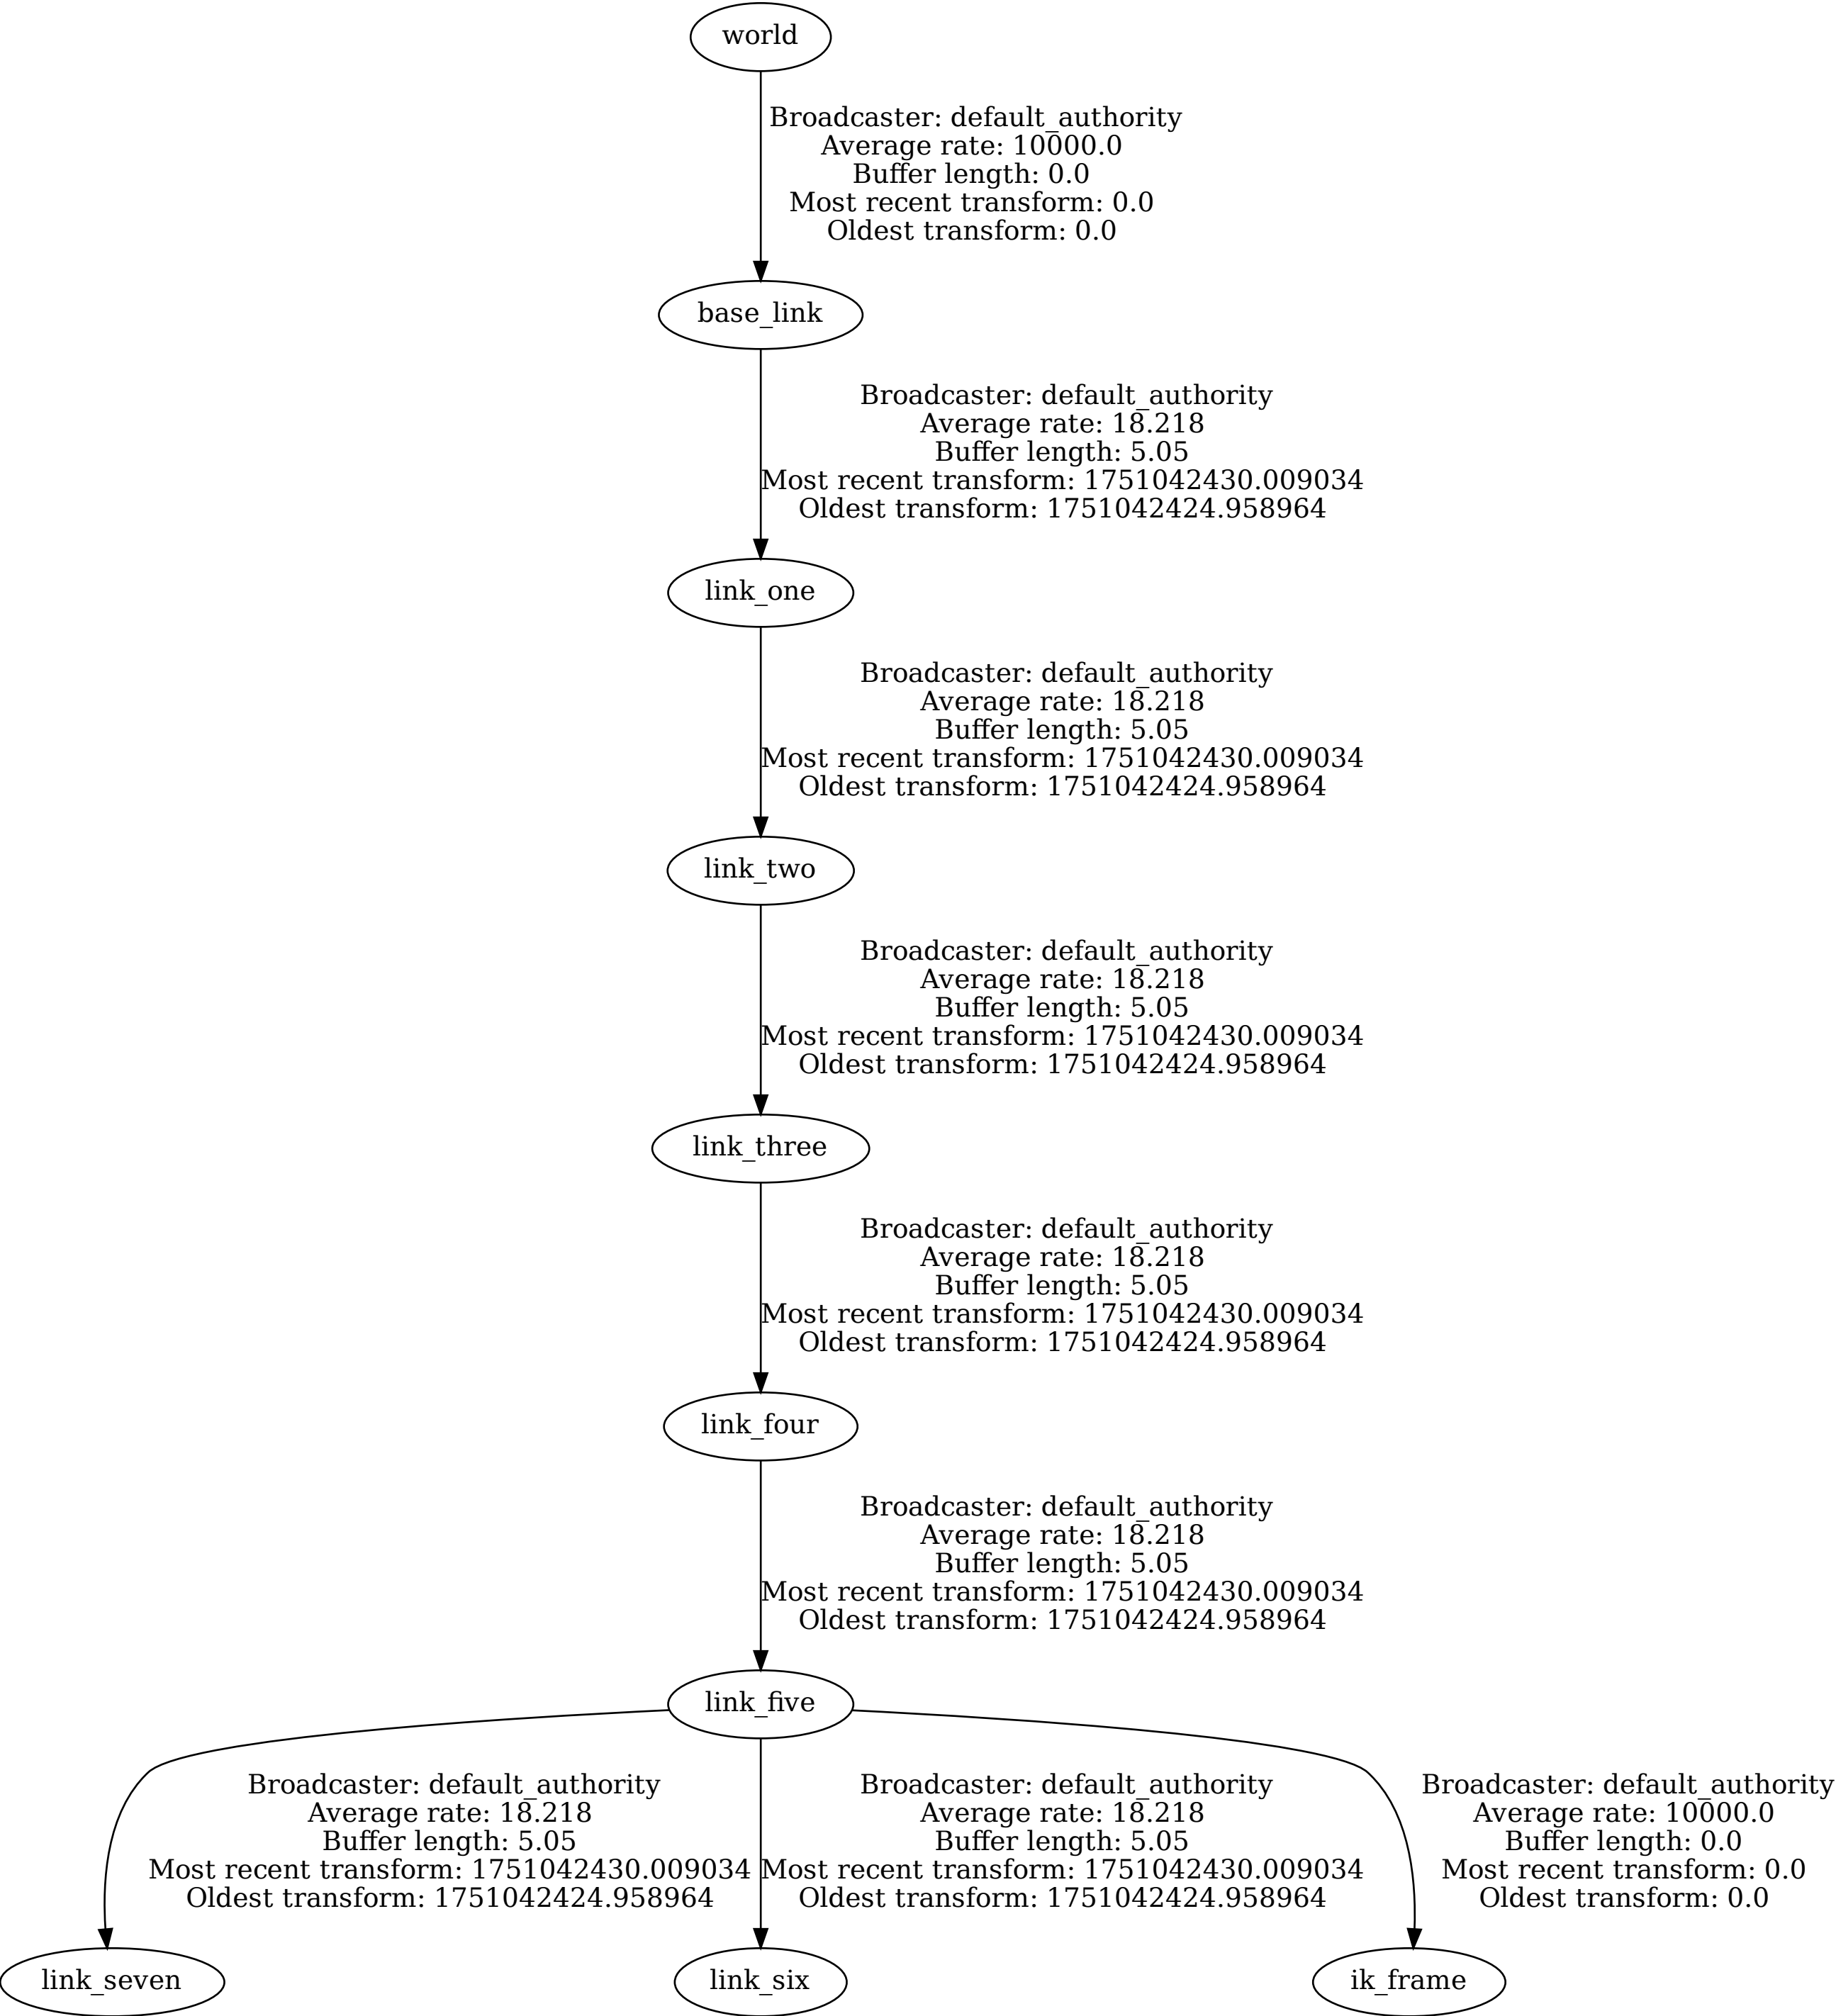 world
Broadcaster: default_authority
Average rate: 10000.0
Buffer length: 0.0
Most recent transform: 0.0
Oldest transform: 0.0
base_link
Broadcaster: default_authority
Average rate: 18.218
Buffer length: 5.05
Most recent transform: 1751042430.009034
Oldest transform: 1751042424.958964
link_one
Broadcaster: default_authority
Average rate: 18.218
Buffer length: 5.05
Most recent transform: 1751042430.009034
Oldest transform: 1751042424.958964
link_two
Broadcaster: default_authority
Average rate: 18.218
Buffer length: 5.05
Most recent transform: 1751042430.009034
Oldest transform: 1751042424.958964
link_three
Broadcaster: default_authority
Average rate: 18.218
Buffer length: 5.05
Most recent transform: 1751042430.009034
Oldest transform: 1751042424.958964
link_four
Broadcaster: default_authority
Average rate: 18.218
Buffer length: 5.05
Most recent transform: 1751042430.009034
Oldest transform: 1751042424.958964
link_five
Broadcaster: default_authority
Average rate: 18.218
Buffer length: 5.05
Most recent transform: 1751042430.009034
Oldest transform: 1751042424.958964
Broadcaster: default_authority
Average rate: 18.218
Buffer length: 5.05
Most recent transform: 1751042430.009034
Oldest transform: 1751042424.958964
Broadcaster: default_authority
Average rate: 10000.0
Buffer length: 0.0
Most recent transform: 0.0
Oldest transform: 0.0
link_seven
link_six
ik_frame